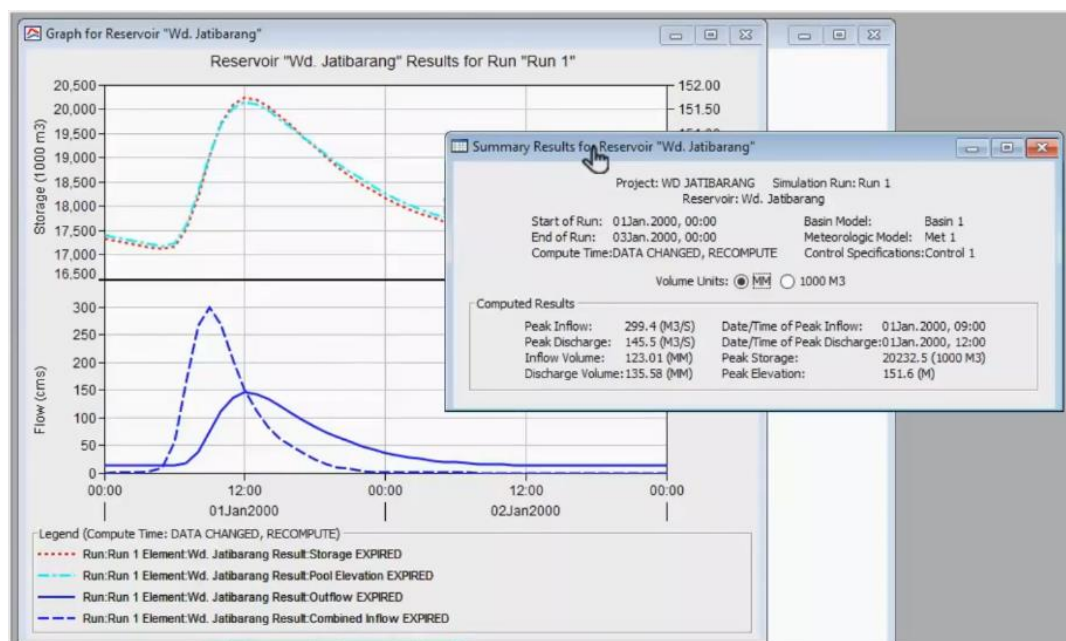 Graph for Reservoir "Wd. Jatibarang"
Reservoir "Wd. Jatibarang" Results for Run "Run 1"
20,500
20,000
19,500
19,000
18,500
18,000
17,500
17,000
16,500
Storage (1000 m3)
152.00
151.50
300
250
200
150
100
50
0
Flow (cms)
00:00 12:00 00:00 12:00 00:00
01Jan2000 02Jan2000
Legend (Compute Time: DATA CHANGED, RECOMPUTE)
Run:Run 1 Element:Wd. Jatibarang Result:Storage EXPIRED
Run:Run 1 Element:Wd. Jatibarang Result:Pool Elevation EXPIRED
Run:Run 1 Element:Wd. Jatibarang Result:Outflow EXPIRED
Run:Run 1 Element:Wd. Jatibarang Result:Combined Inflow EXPIRED
Summary Results for Reservoir "Wd. Jatibarang"
Project: WD JATIBARANG Simulation Run: Run 1
Reservoir: Wd. Jatibarang
Start of Run: 01Jan.2000, 00:00 Basin Model: Basin 1
End of Run: 03Jan.2000, 00:00 Meteorologic Model: Met 1
Compute Time:DATA CHANGED, RECOMPUTE Control Specifications:Control 1
Volume Units: MM 1000 M3
Computed Results
Peak Inflow: 299.4 (M3/S) Date/Time of Peak Inflow: 01Jan.2000, 09:00
Peak Discharge: 145.5 (M3/S) Date/Time of Peak Discharge:01Jan.2000, 12:00
Inflow Volume: 123.01 (MM) Peak Storage: 20232.5 (1000 M3)
Discharge Volume:135.58 (MM) Peak Elevation: 151.6 (M)